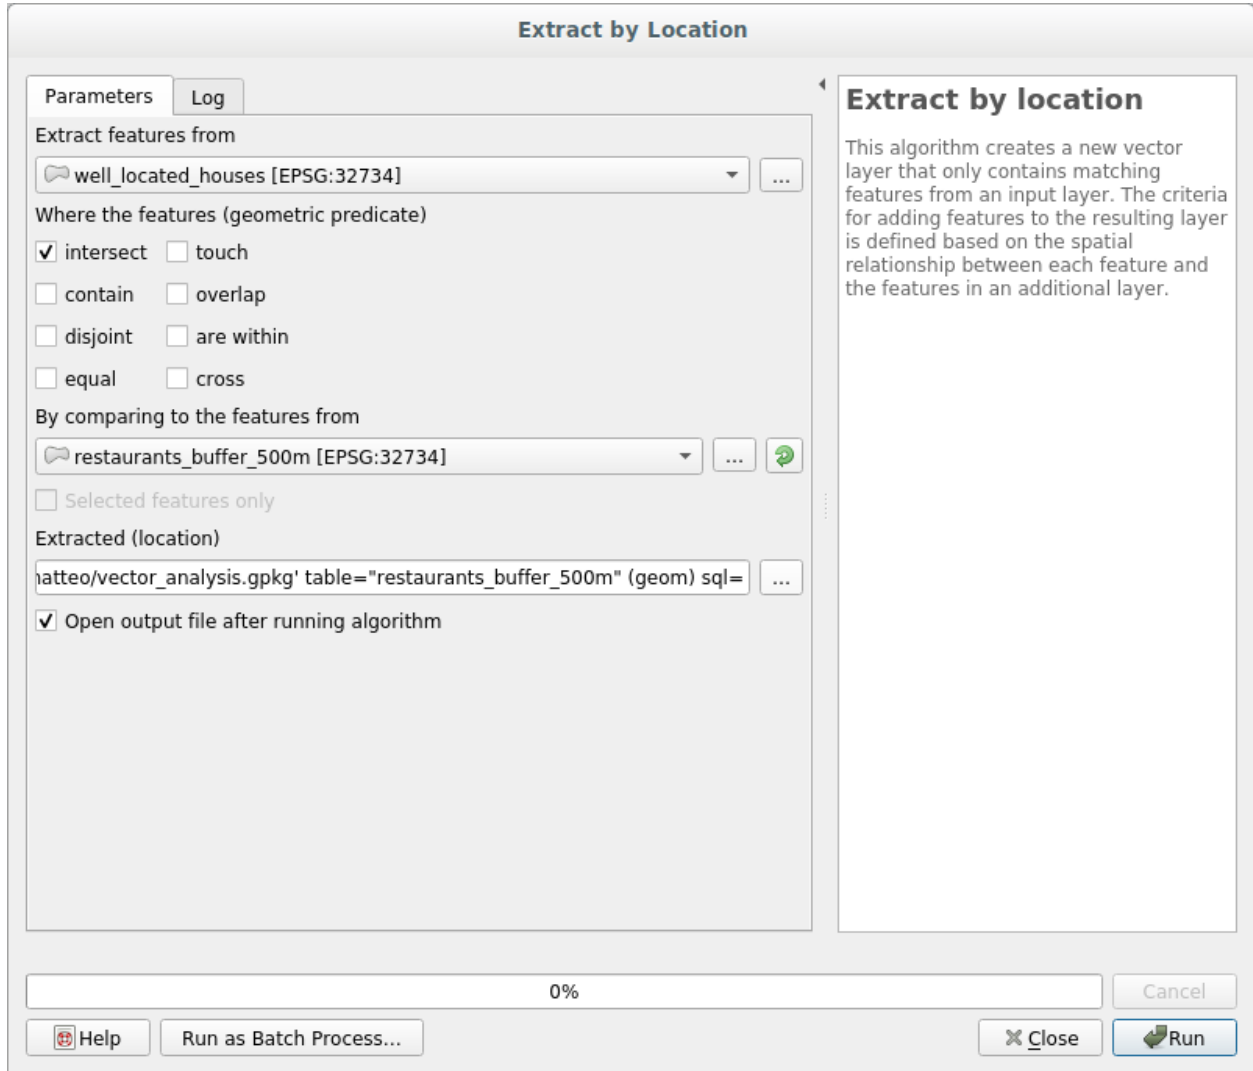 Extract by Location
Parameters
Log
Extract features from
well_located_houses [EPSG:32734]
...
Where the features (geometric predicate)
intersect
touch
contain
overlap
disjoint
are within
equal
cross
By comparing to the features from
restaurants_buffer_500m [EPSG:32734]
...
Selected features only
Extracted (location)
natteo/vector_analysis.gpkg' table="restaurants_buffer_500m" (geom) sql=
...
Open output file after running algorithm
Extract by location
This algorithm creates a new vector
layer that only contains matching
features from an input layer. The criteria
for adding features to the resulting layer
is defined based on the spatial
relationship between each feature and
the features in an additional layer.
0%
Cancel
Help
Run as Batch Process...
Close
Run